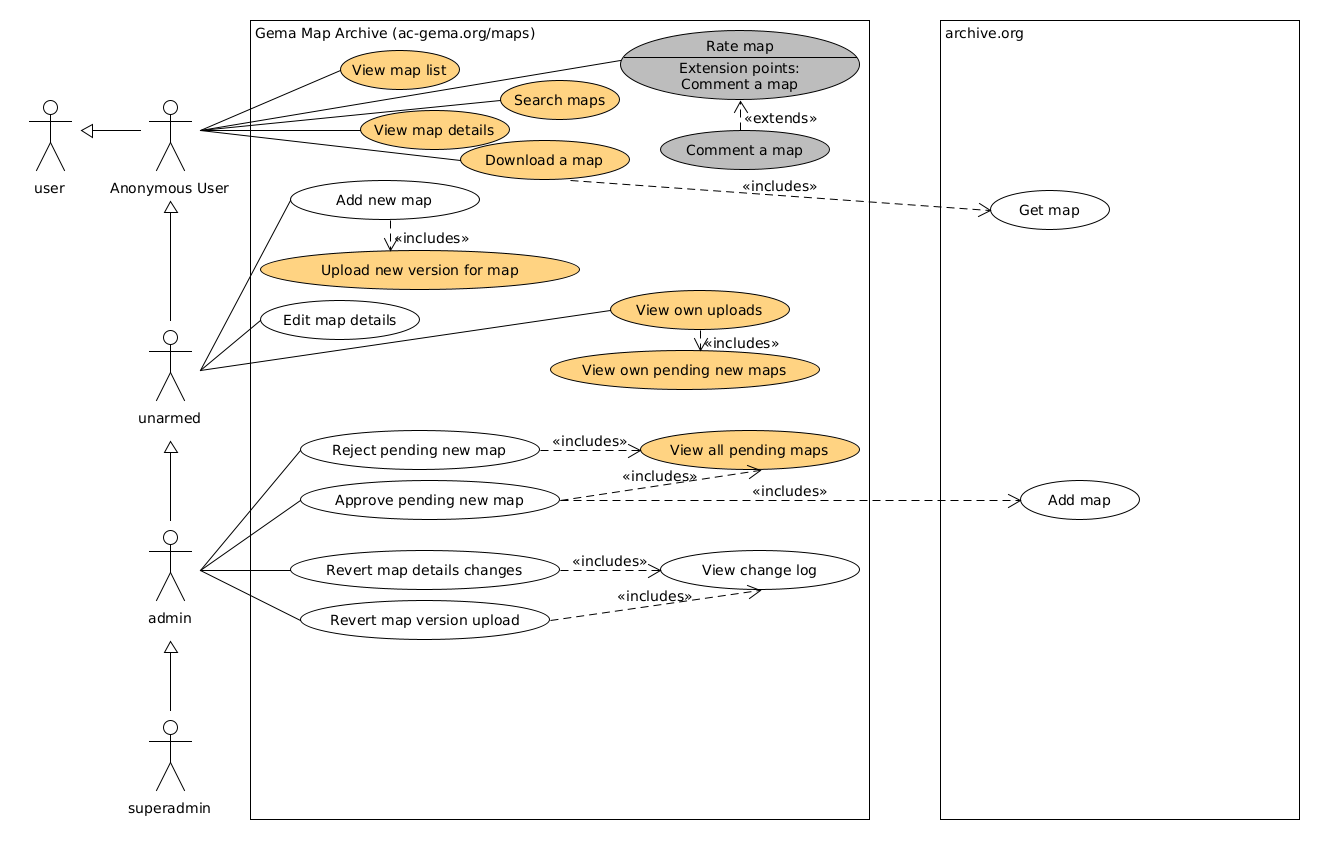 Gema Map Archive (ac-gema.org/maps)
archive.org
Rate map
Extension points:
Comment a map
View map list
Search maps
«extends»
View map details
Comment a map
Download a map
user
Anonymous User
«includes»
Add new map
Get map
«includes»
Upload new version for map
View own uploads
Edit map details
«includes»
View own pending new maps
unarmed
Reject pending new map
«includes»
View all pending maps
«includes»
Approve pending new map
«includes»
Add map
Revert map details changes
«includes»
View change log
«includes»
admin
Revert map version upload
superadmin